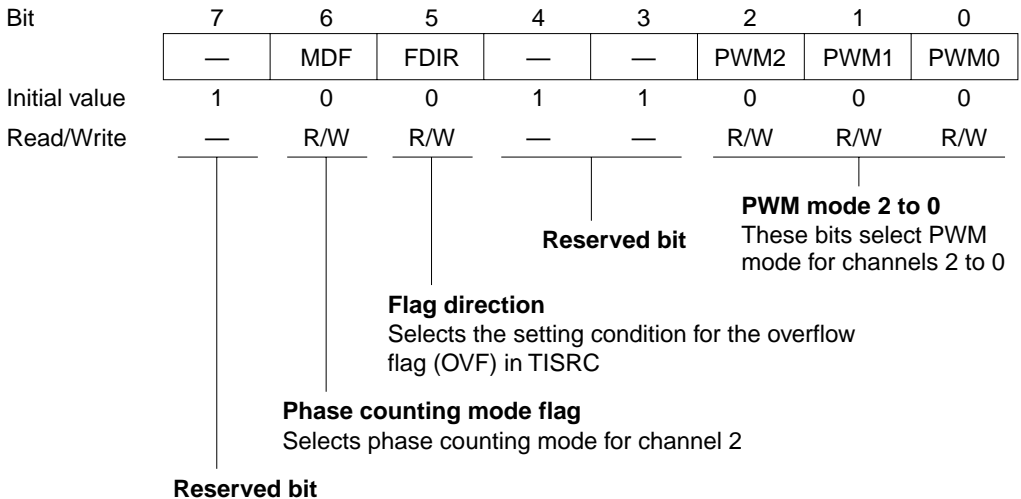 Bit 7 6 5 4 3 2 1 0
— MDF FDIR — — PWM2 PWM1 PWM0
Initial value 1 0 0 1 1 0 0 0
Read/Write — R/W R/W — — R/W R/W R/W
PWM mode 2 to 0
These bits select PWM
mode for channels 2 to 0
Reserved bit
Flag direction
Selects the setting condition for the overflow
flag (OVF) in TISRC
Phase counting mode flag
Selects phase counting mode for channel 2
Reserved bit